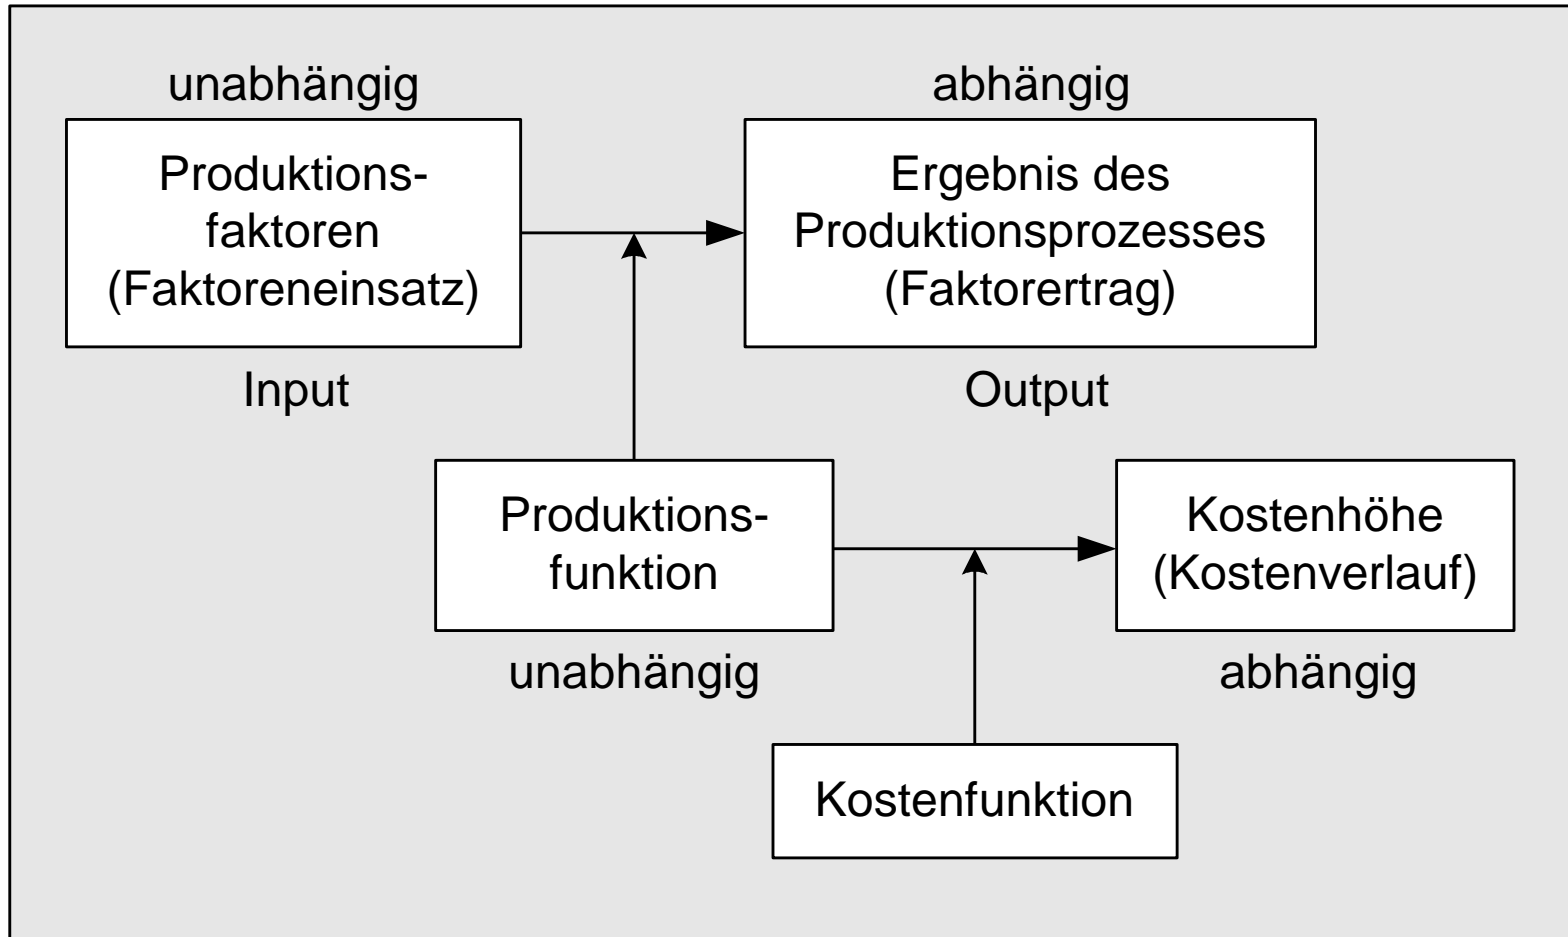 unabhängig
abhängig
Produktions-
faktoren
(Faktoreneinsatz)
Ergebnis des
Produktionsprozesses
(Faktorertrag)
Input
Output
Produktions-
funktion
Kostenhöhe
(Kostenverlauf)
unabhängig
abhängig
Kostenfunktion